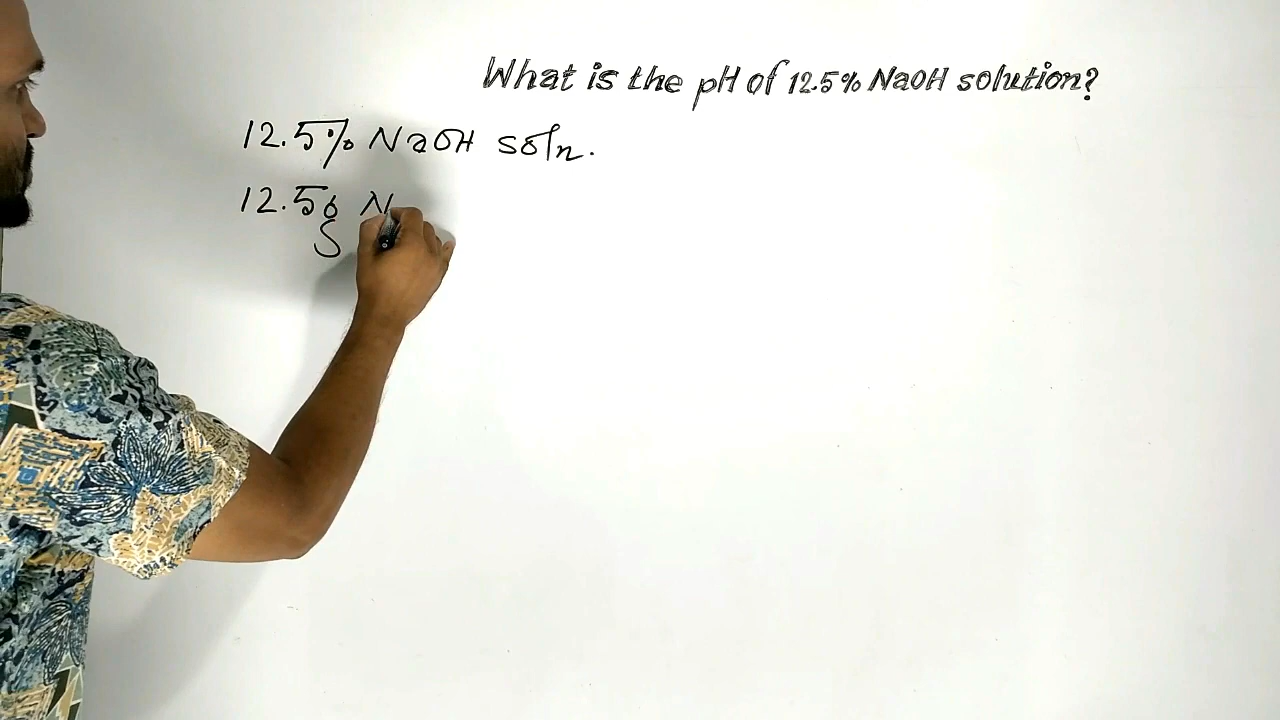 What is the pH of 12.5% NaOH solution?
12.5% NaOH soln.
12.5g N